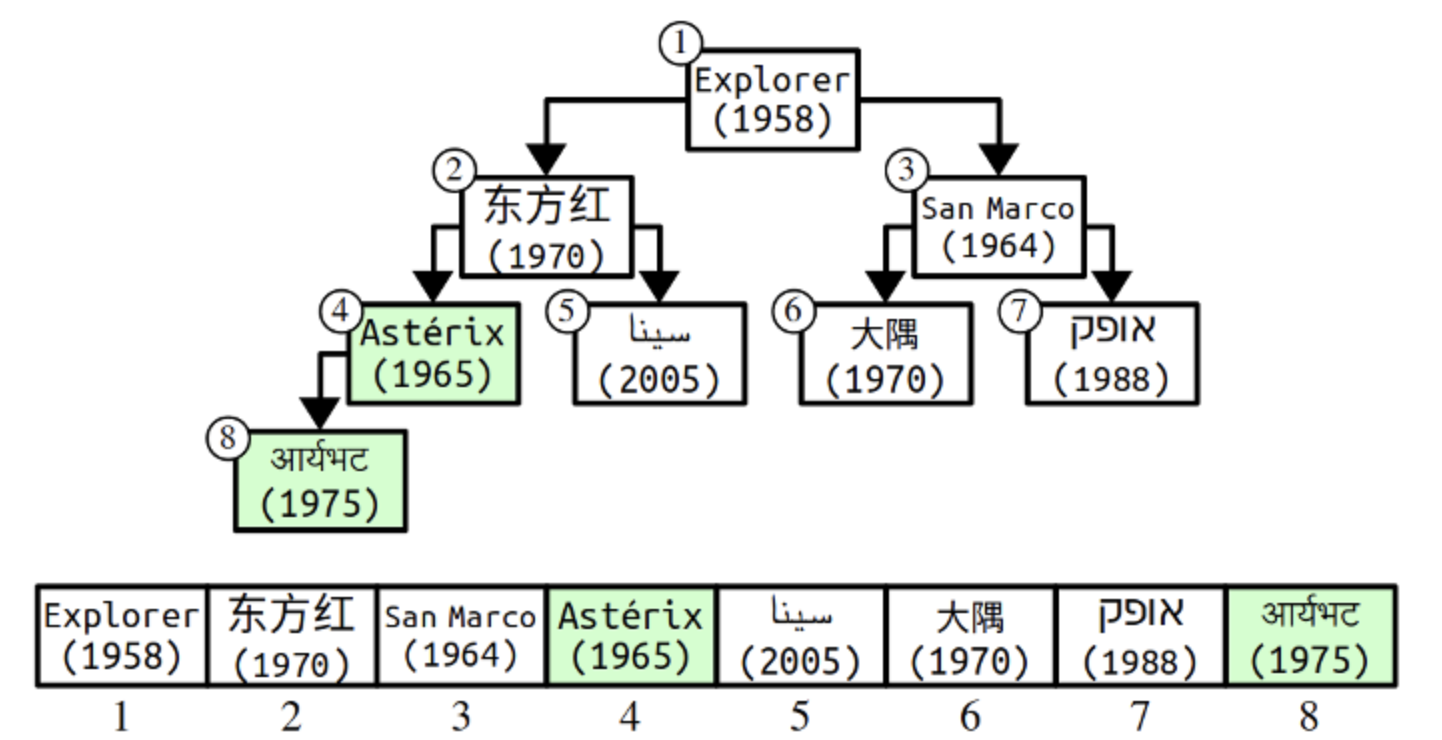 1
Explorer
(1958)
2
东方红
(1970)
3
San Marco
(1964)
4
Astérix
(1965)
5
سينا
(2005)
6
大隅
(1970)
7
אופק
(1988)
8
आर्यभट
(1975)
Explorer 东方红 San Marco Astérix سينا 大隅 אופק आर्यभट
(1958) (1970) (1964) (1965) (2005) (1970) (1988) (1975)
1 2 3 4 5 6 7 8